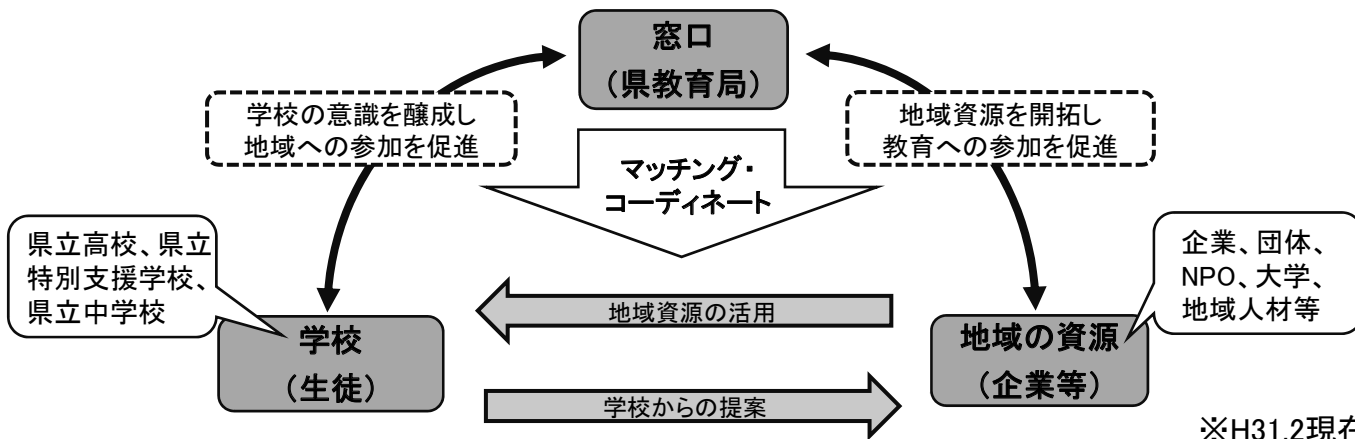 窓口
（県教育局）
学校の意識を醸成し
地域への参加を促進
地域資源を開拓し
教育への参加を促進
マッチング・
コーディネート
県立高校、県立
特別支援学校、
県立中学校
企業、団体、
NPO、大学、
地域人材等
地域資源の活用
学校
（生徒）
地域の資源
（企業等）
学校からの提案
※H31.2現在